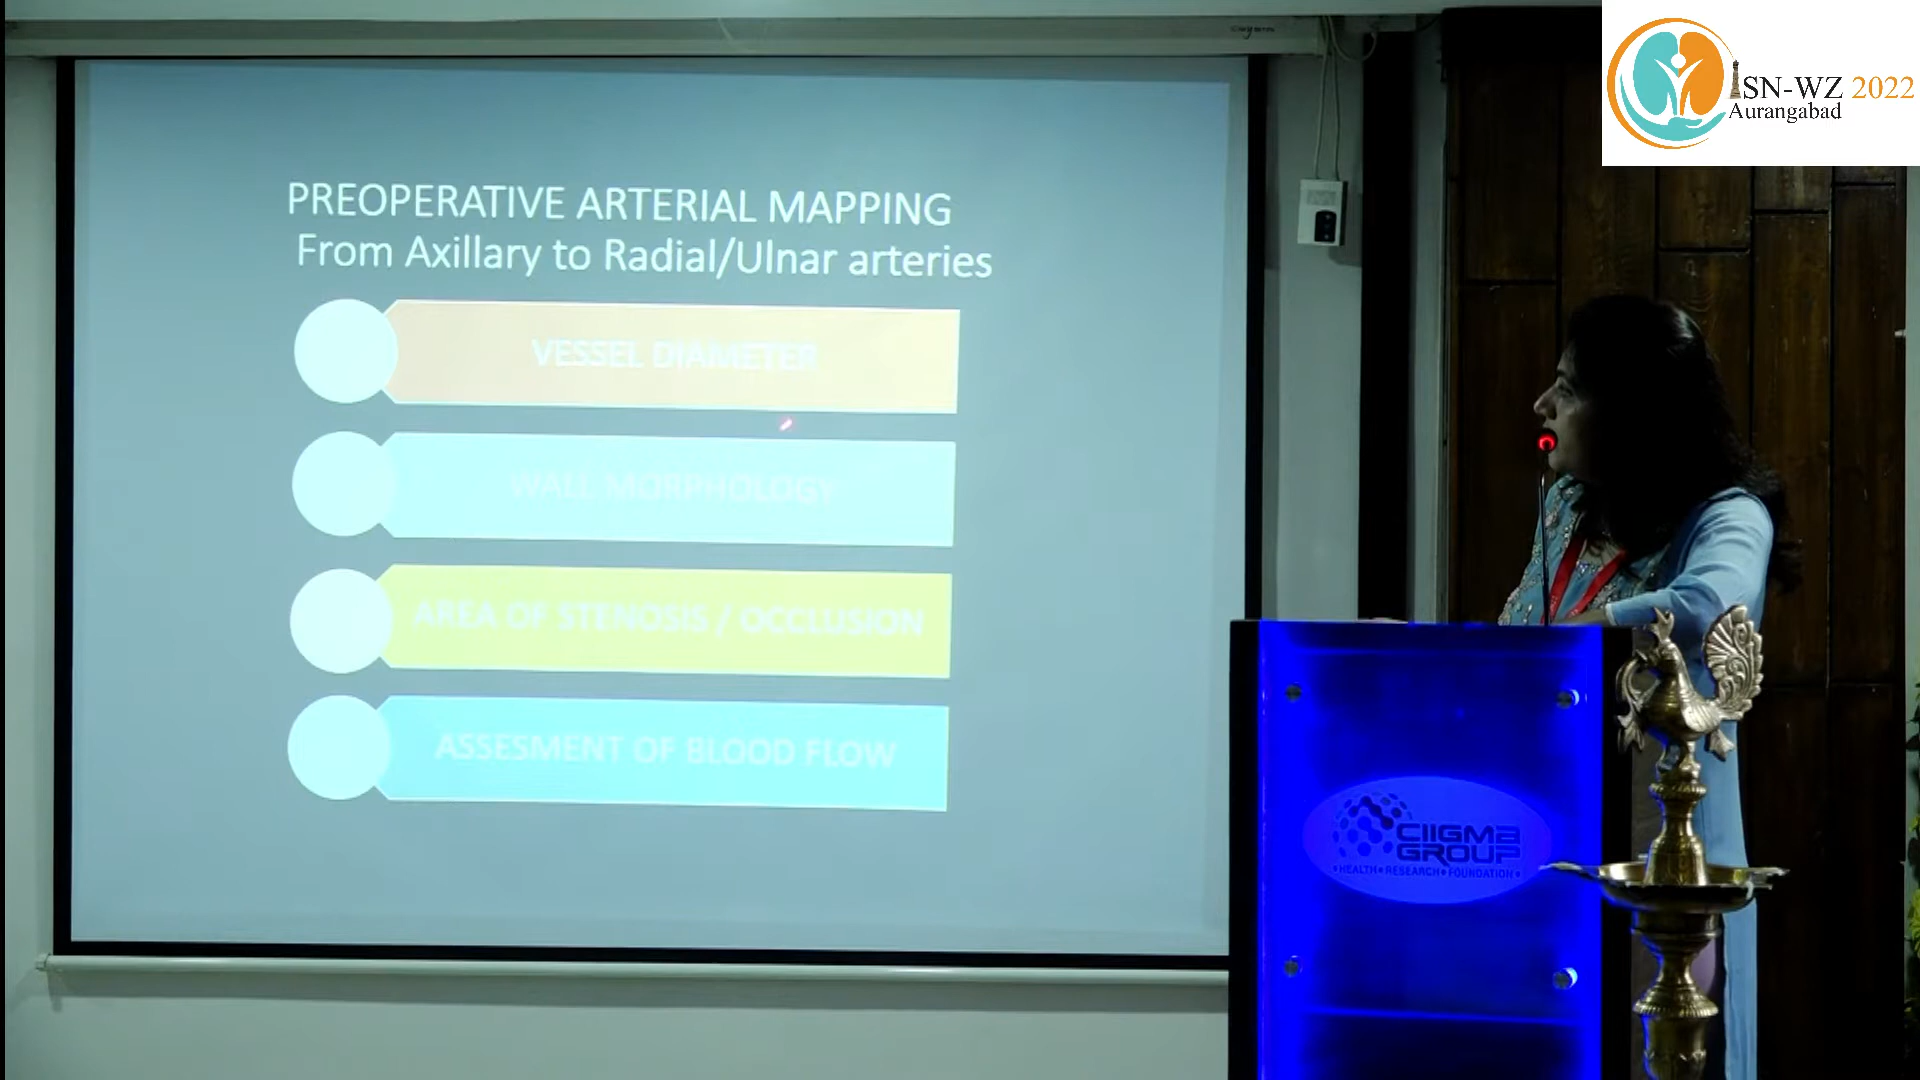 ISN-WZ 2022
Aurangabad
PREOPERATIVE ARTERIAL MAPPING
From Axillary to Radial/Ulnar arteries
VESSEL DIAMETER
WALL MORPHOLOGY
AREA OF STENOSIS / OCCLUSION
ASSESMENT OF BLOOD FLOW
CIIGMA
GROUP
•HEALTH•RESEARCH•FOUNDATION•